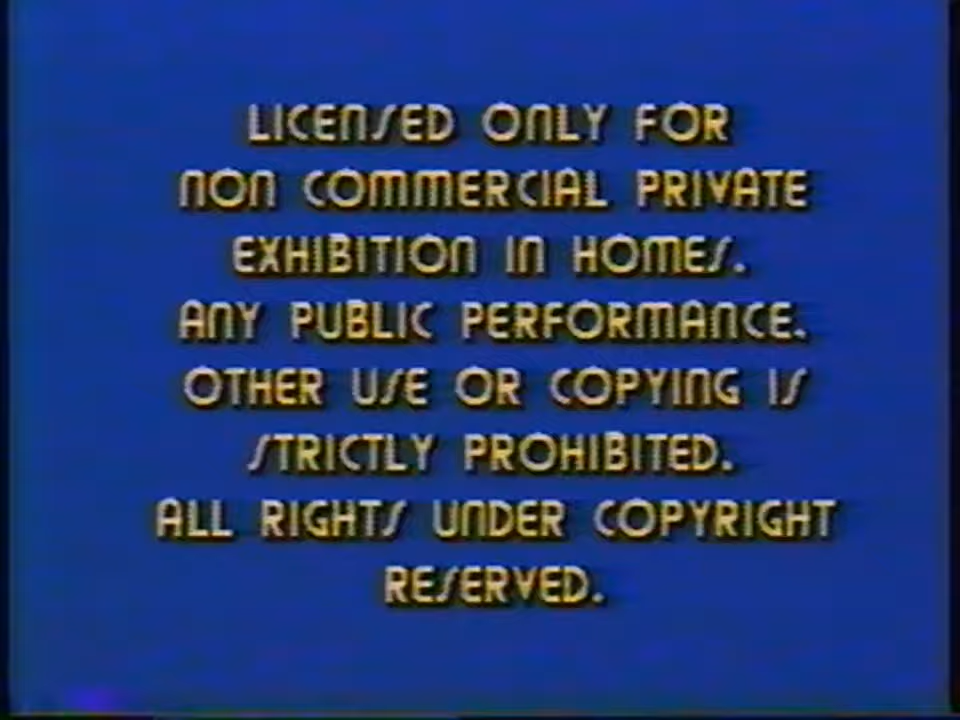 LICENSED ONLY FOR
NON COMMERCIAL PRIVATE
EXHIBITION IN HOMES.
ANY PUBLIC PERFORMANCE.
OTHER USE OR COPYING IS
STRICTLY PROHIBITED.
ALL RIGHTS UNDER COPYRIGHT
RESERVED.